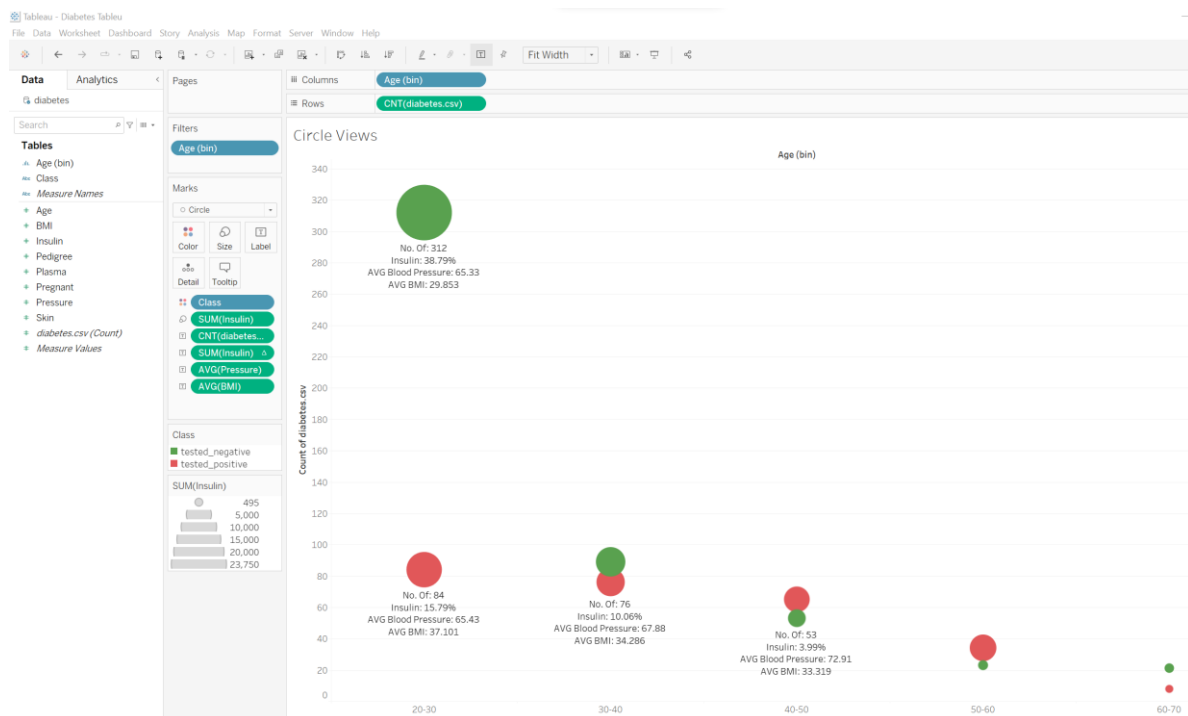 Tableau - Diabetes Tableu
File Data Worksheet Dashboard Story Analysis Map Format Server Window Help
Fit Width
Data Analytics
diabetes
Search
Tables
Age (bin)
Abc Class
Abc Measure Names
Age
BMI
Insulin
Pedigree
Plasma
Pregnant
Pressure
Skin
diabetes.csv (Count)
Measure Values
Pages
Filters
Age (bin)
Marks
Circle
Color Size Label
Detail Tooltip
Class
SUM(Insulin)
CNT(diabetes...
SUM(Insulin) Δ
AVG(Pressure)
AVG(BMI)
Class
tested_negative
tested_positive
SUM(Insulin)
495
5,000
10,000
15,000
20,000
23,750
Columns Age (bin)
Rows CNT(diabetes.csv)
Circle Views
Age (bin)
Count of diabetes.csv
340
320
300
280
260
240
220
200
180
160
140
120
100
80
60
40
20
0
No. Of: 312
Insulin: 38.79%
AVG Blood Pressure: 65.33
AVG BMI: 29.853
No. Of: 84
Insulin: 15.79%
AVG Blood Pressure: 65.43
AVG BMI: 37.101
No. Of: 76
Insulin: 10.06%
AVG Blood Pressure: 67.88
AVG BMI: 34.286
No. Of: 53
Insulin: 3.99%
AVG Blood Pressure: 72.91
AVG BMI: 33.319
20-30 30-40 40-50 50-60 60-70